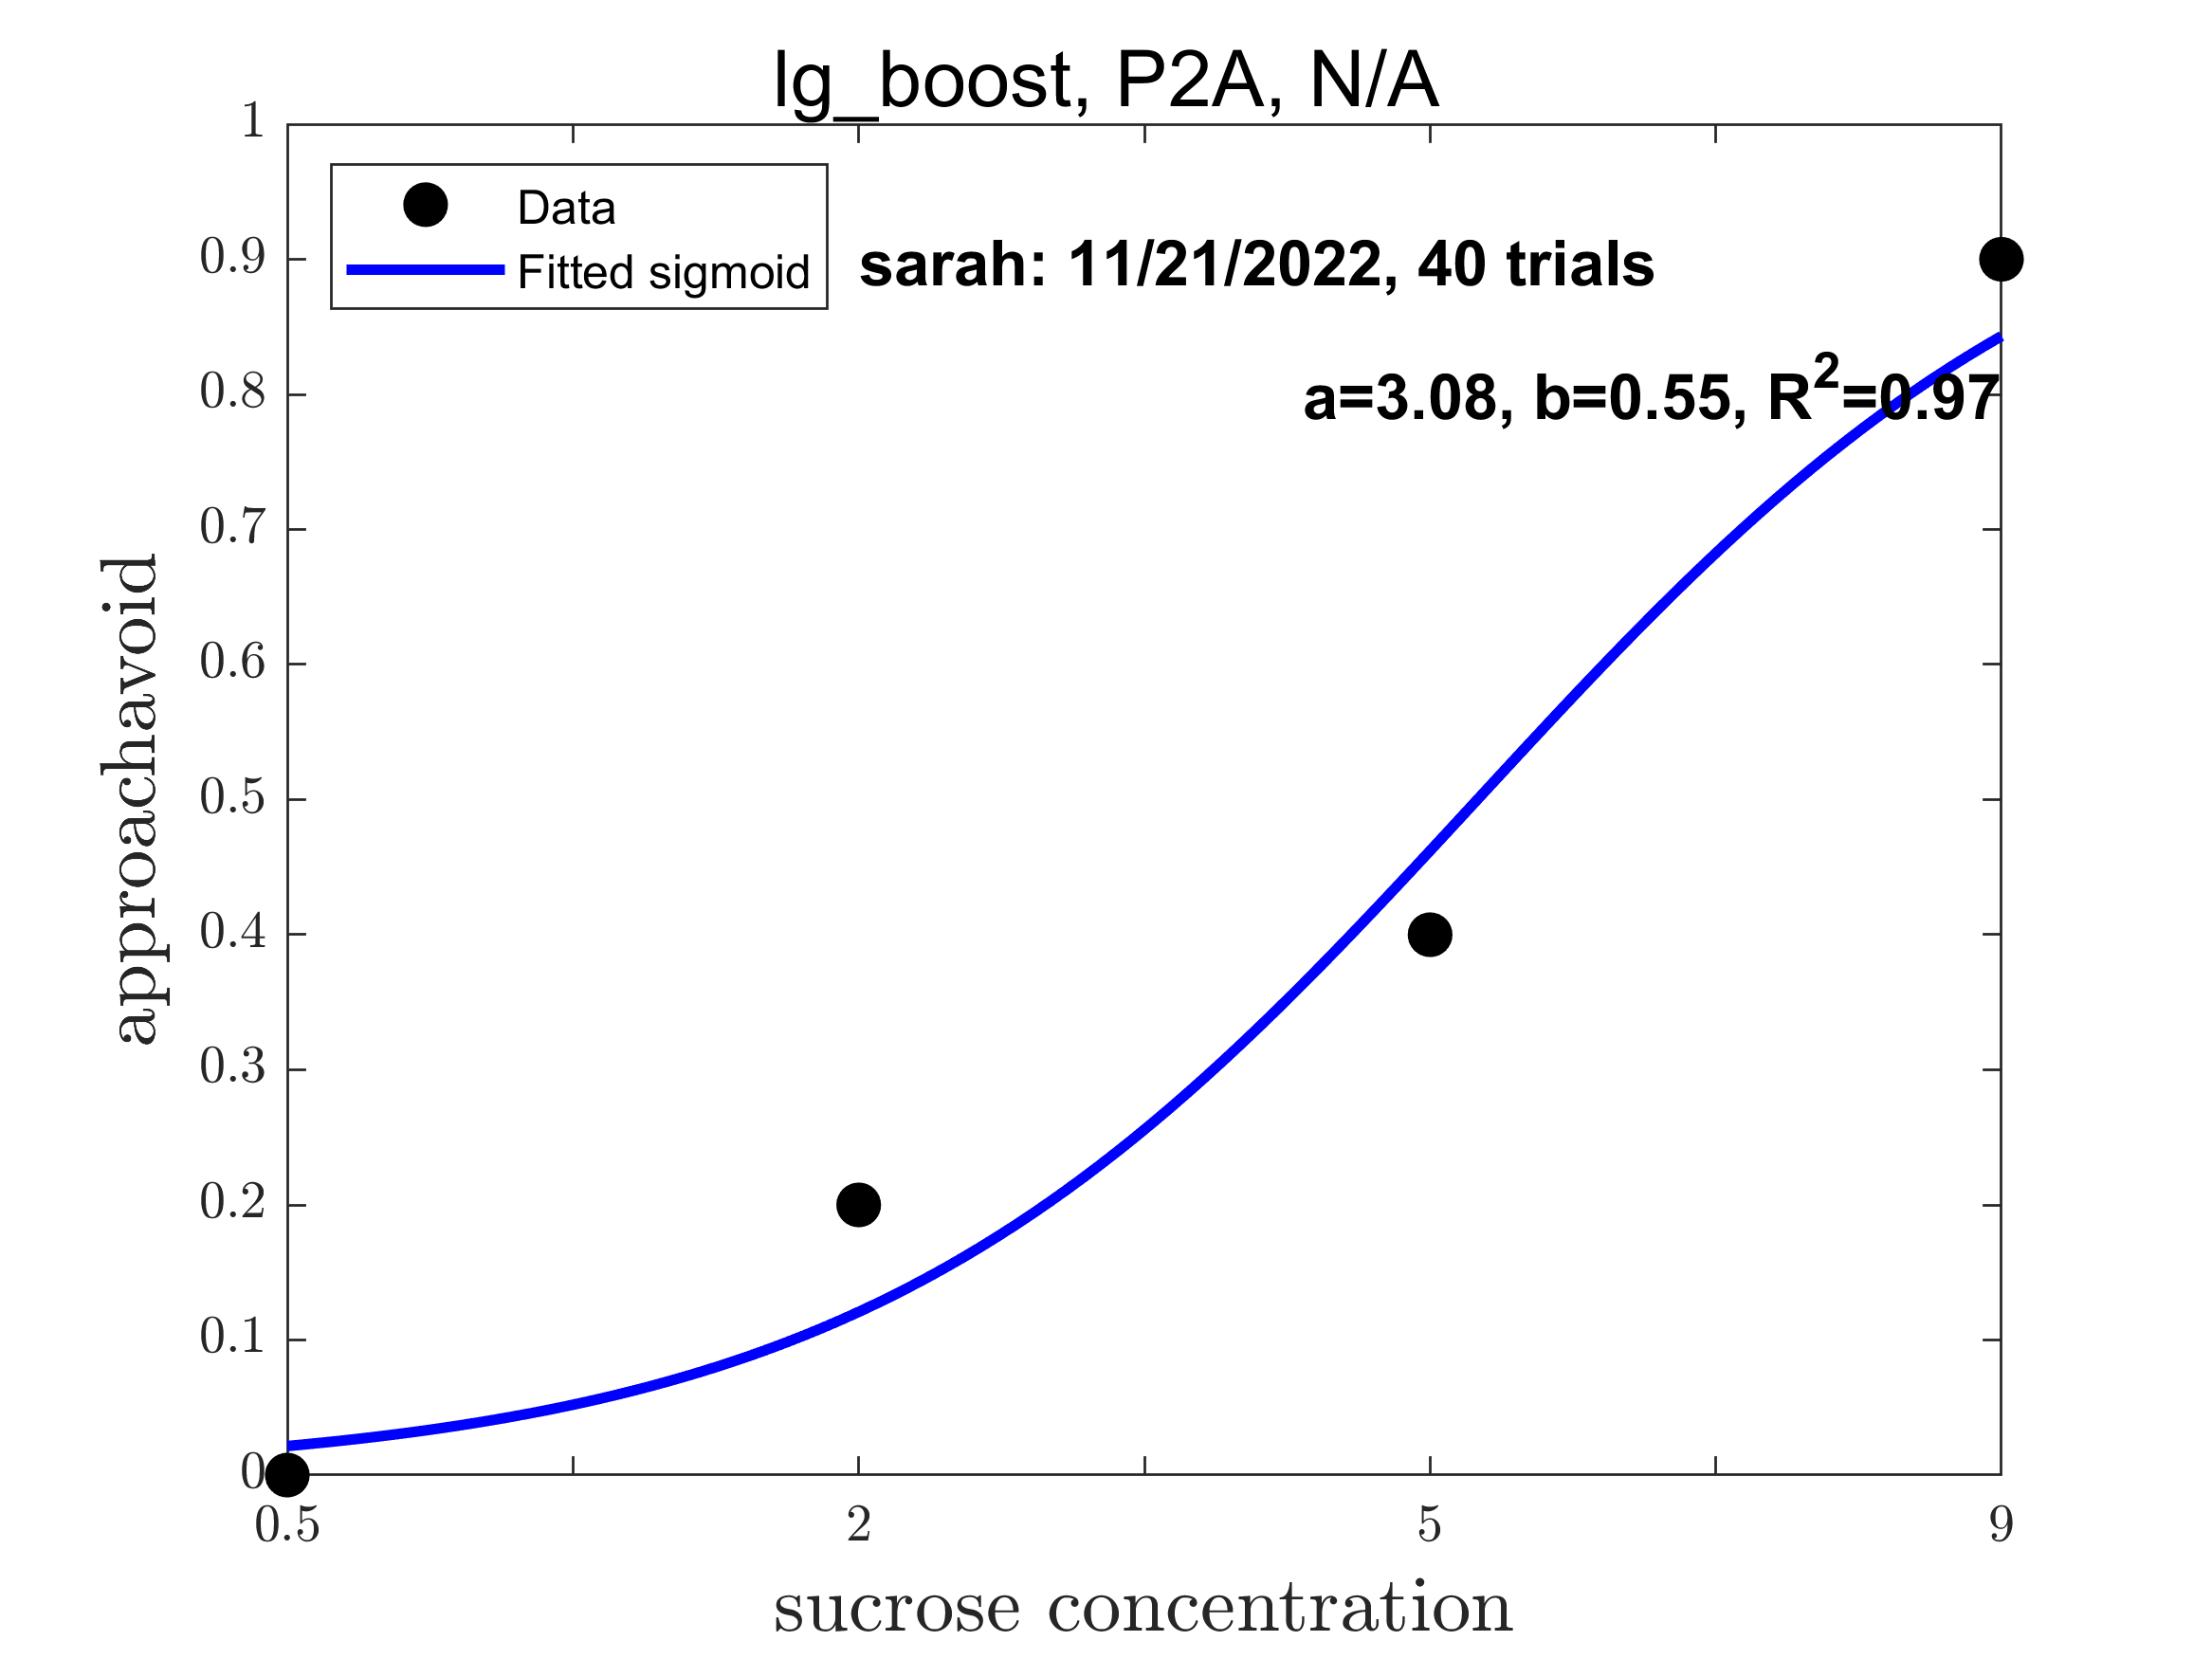 lg_boost, P2A, N/A
Data
Fitted sigmoid
sarah: 11/21/2022, 40 trials
a=3.08, b=0.55, R²=0.97
approachavoid
1
0.9
0.8
0.7
0.6
0.5
0.4
0.3
0.2
0.1
0
0.5 2 5 9
sucrose concentration